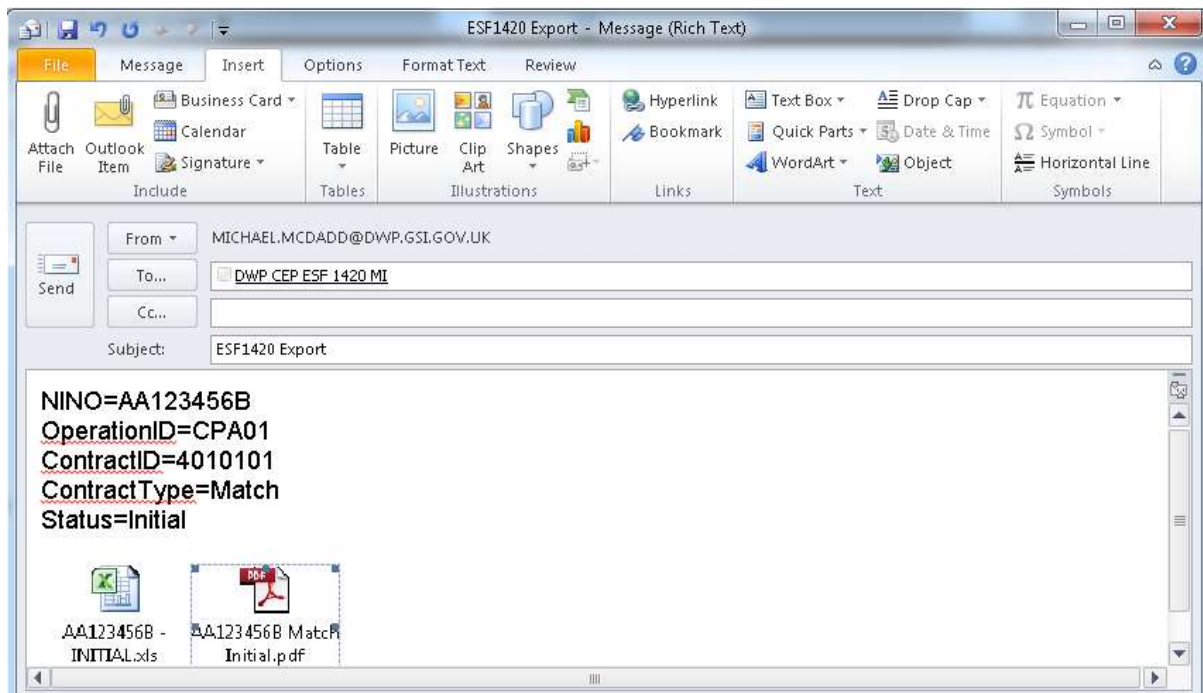 ESF1420 Export - Message (Rich Text)
File Message Insert Options Format Text Review
Attach File
Outlook Item
Business Card
Calendar
Signature
Include
Table
Tables
Picture
Clip Art
Shapes
Illustrations
Hyperlink
Bookmark
Links
Text Box
Quick Parts
WordArt
Drop Cap
Date & Time
Object
Text
π Equation
Ω Symbol
Horizontal Line
Symbols
Send
From MICHAEL.MCDADD@DWP.GSI.GOV.UK
To... DWP CEP ESF 1420 MI
Cc...
Subject: ESF1420 Export
NINO=AA123456B
OperationID=CPA01
ContractID=4010101
ContractType=Match
Status=Initial
AA123456B -
INITIAL.xls
AA123456B Match
Initial.pdf